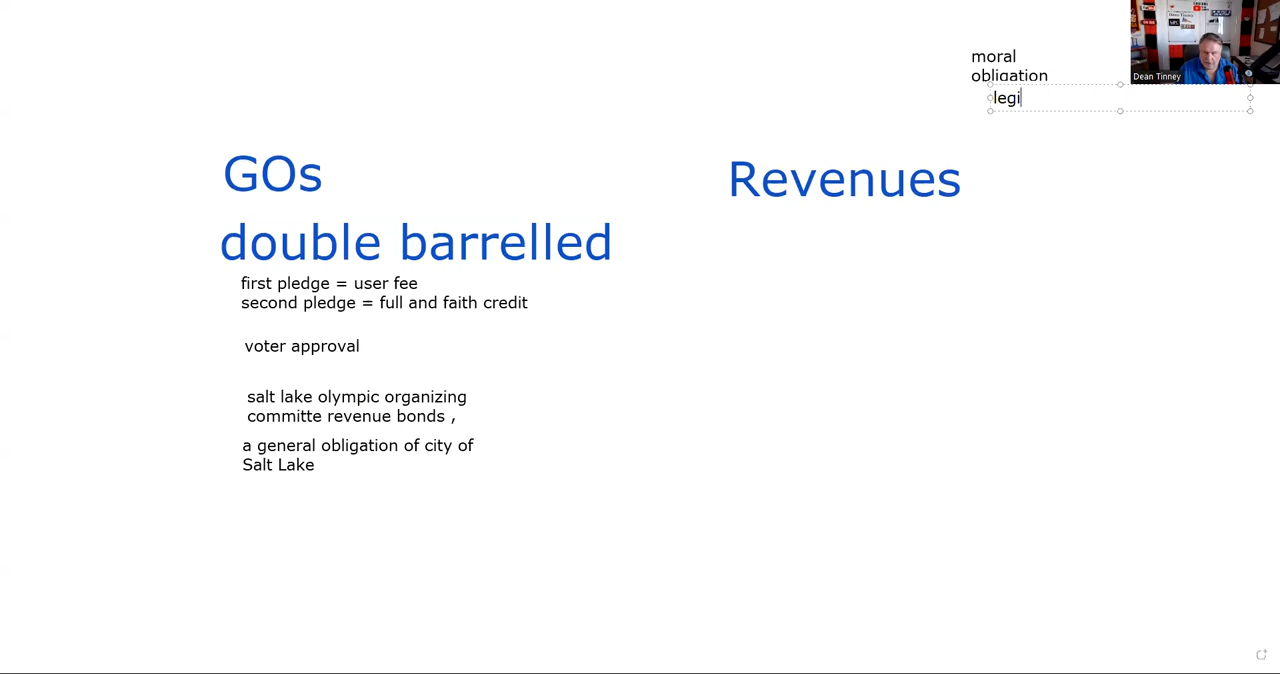 moral
obligation
Dean Tinney
legi
GOs
Revenues
double barrelled
first pledge = user fee
second pledge = full and faith credit
voter approval
salt lake olympic organizing
committe revenue bonds ,
a general obligation of city of
Salt Lake